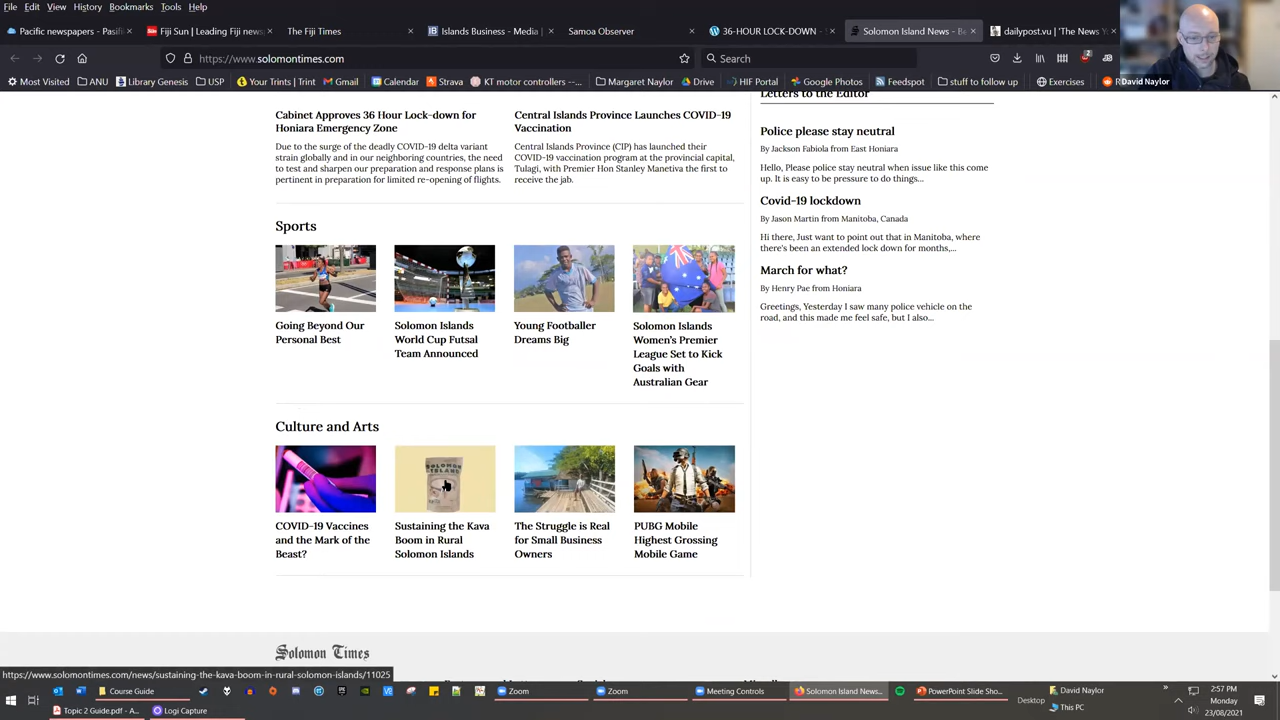 File Edit View History Bookmarks Tools Help
Pacific newspapers - Pasifi
Fiji Sun | Leading Fiji news
The Fiji Times
Islands Business - Media |
Samoa Observer
36-HOUR LOCK-DOWN -
Solomon Island News - Be
dailypost.vu | 'The News
https://www.solomontimes.com
Search
2
Most Visited
ANU
Library Genesis
USP
Your Trints | Trint
Gmail
Calendar
Strava
KT motor controllers -...
Margaret Naylor
Drive
HIF Portal
Google Photos
Feedspot
stuff to follow up
Exercises
David Naylor
Letters to the Editor
Cabinet Approves 36 Hour Lock-down for
Honiara Emergency Zone
Due to the surge of the deadly COVID-19 delta variant
strain globally and in our neighboring countries, the need
to test and sharpen our preparation and response plans is
pertinent in preparation for limited re-opening of flights.
Central Islands Province Launches COVID-19
Vaccination
Central Islands Province (CIP) has launched their
COVID-19 vaccination program at the provincial capital,
Tulagi, with Premier Hon Stanley Manetiva the first to
receive the jab.
Police please stay neutral
By Jackson Fabiola from East Honiara
Hello, Please police stay neutral when issue like this come
up. It is easy to be pressure to do things...
Covid-19 lockdown
By Jason Martin from Manitoba, Canada
Hi there, Just want to point out that in Manitoba, where
there's been an extended lock down for months,...
March for what?
By Henry Pae from Honiara
Greetings, Yesterday I saw many police vehicle on the
road, and this made me feel safe, but I also...
Sports
Going Beyond Our
Personal Best
Solomon Islands
World Cup Futsal
Team Announced
Young Footballer
Dreams Big
Solomon Islands
Women's Premier
League Set to Kick
Goals with
Australian Gear
Culture and Arts
SOLOMON
ISLAND
COVID-19 Vaccines
and the Mark of the
Beast?
Sustaining the Kava
Boom in Rural
Solomon Islands
The Struggle is Real
for Small Business
Owners
PUBG Mobile
Highest Grossing
Mobile Game
Solomon Times
https://www.solomontimes.com/news/sustaining-the-kava-boom-in-rural-solomon-islands/11025
Course Guide
Zoom
Zoom
Meeting Controls
Solomon Island News...
PowerPoint Slide Sho...
Desktop
David Naylor
This PC
2:57 PM
Monday
23/08/2021
Topic 2 Guide.pdf - A...
Logi Capture